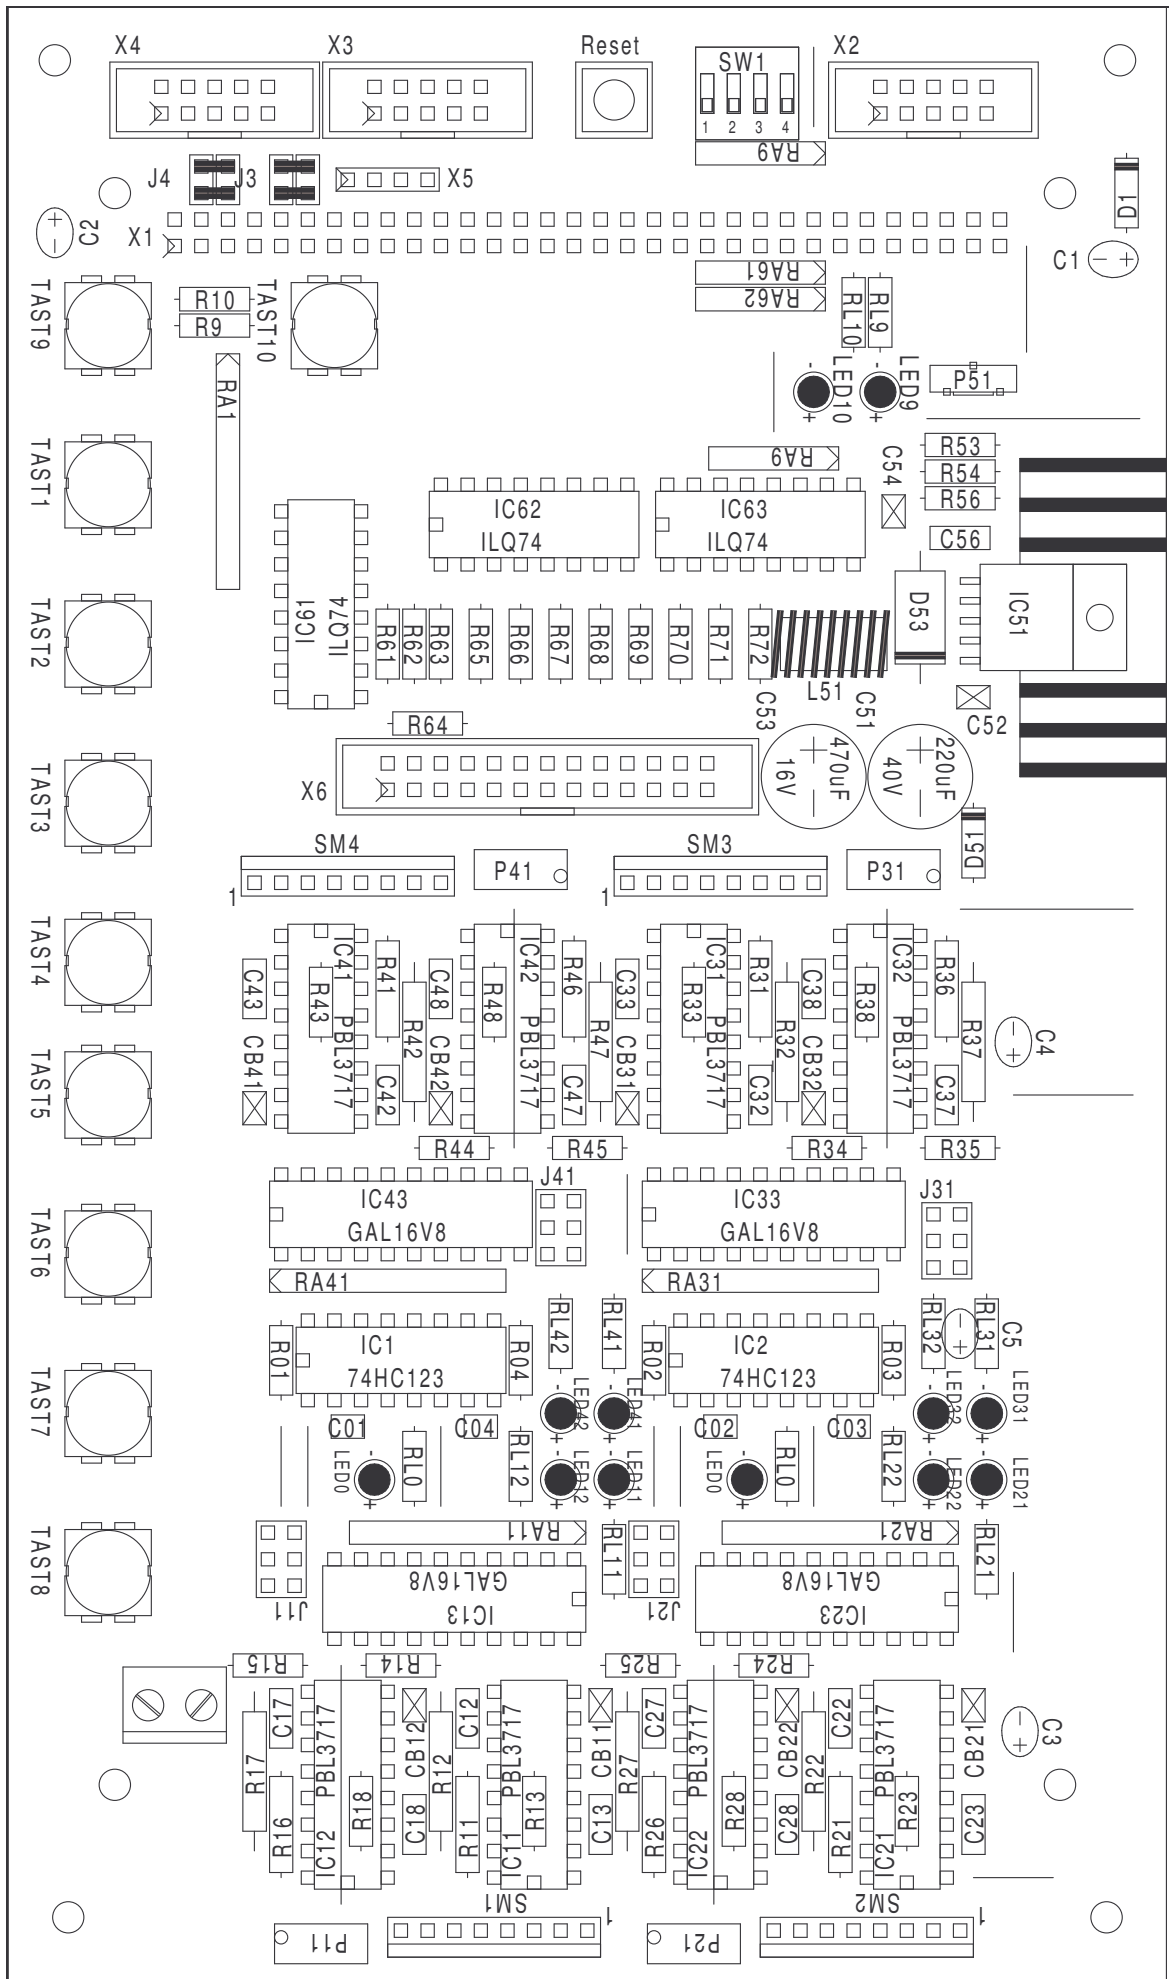 X4
X3
Reset
SW1
X2
1 2 3 4
RA9
J4
J3
X5
D1
C2
X1
C1
RA61
RA62
TAST9
R10
R9
TAST10
RL10
RL9
RA1
LED10
LED9
P51
-
-
+
+
TAST1
RA9
C54
R53
R54
R56
IC62
ILQ74
IC63
ILQ74
C56
TAST2
IC61
ILQ74
R61
R62
R63
R65
R66
R67
R68
R69
R70
R71
R72
D53
IC51
L51
C53
C51
C52
R64
TAST3
X6
470uF
16V
220uF
40V
D51
SM4
P41
SM3
P31
1
1
TAST4
C43
IC41
R43
PBL3717
R41
R42
C48
IC42
R48
PBL3717
R46
R47
C33
IC31
R33
PBL3717
R31
R32
C38
IC32
R38
PBL3717
R36
R37
C4
CB41
C42
CB42
C47
CB31
C32
CB32
C37
TAST5
R44
R45
R34
R35
J41
J31
IC43
GAL16V8
IC33
GAL16V8
TAST6
RA41
RA31
RL42
RL41
RL32
RL31
C5
R01
IC1
74HC123
R04
R02
IC2
74HC123
R03
TAST7
LED42
LED41
LED32
LED31
C01
C04
C02
C03
LED0
RL0
RL12
LED12
LED11
LED0
RL0
RL22
LED22
LED21
RA11
RL11
RA21
RL21
TAST8
J11
GAL16V8
IC13
J21
GAL16V8
IC23
R15
R14
R25
R24
R17
C17
PBL3717
IC12
R18
CB12
C12
R12
PBL3717
IC11
R13
CB11
R27
C27
PBL3717
IC22
R28
CB22
C22
R22
PBL3717
IC21
R23
CB21
C3
R16
C18
R11
C13
R26
C28
R21
C23
SM1
1
SM2
1
P11
P21